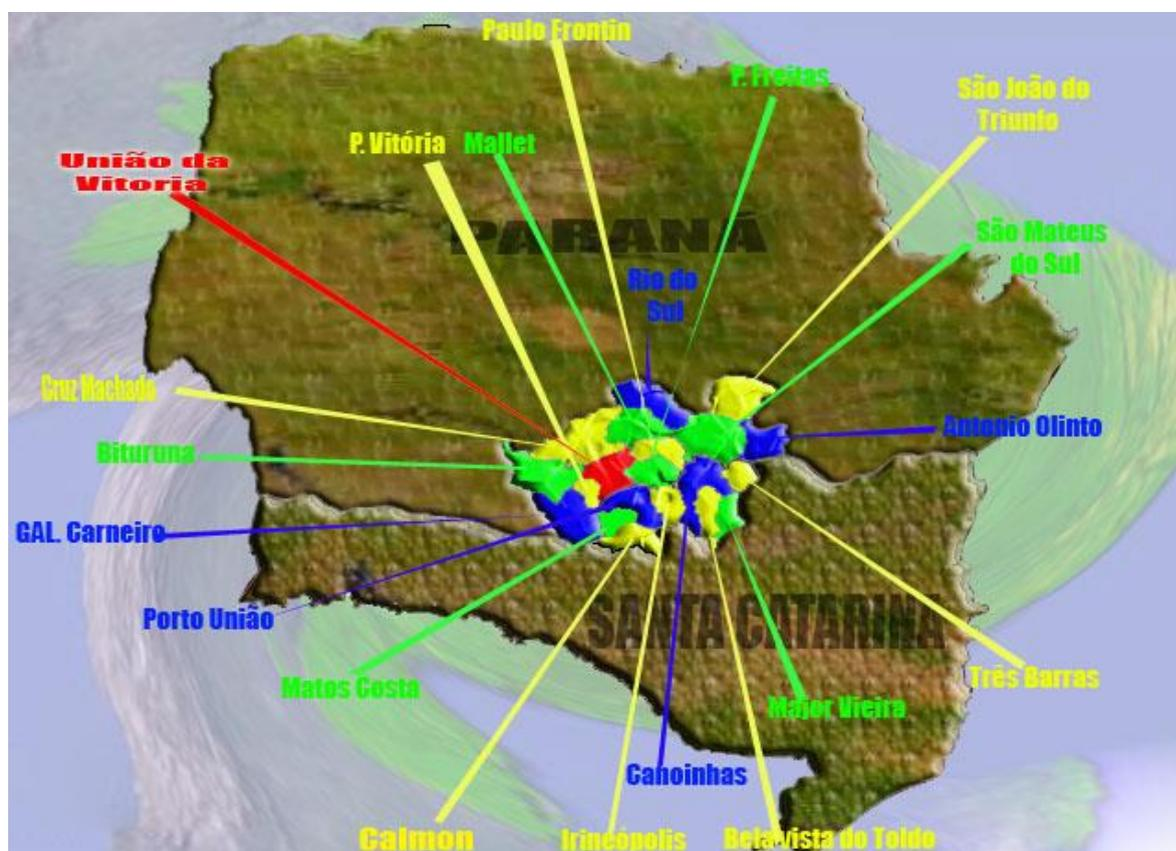 Paulo Frontin
P. Freitas
São João do
Triunfo
P. Vitória
Mallet
União da
Vitoria
PARANÁ
São Mateus
do Sul
Rio do
Sul
Cruz Machado
Antonio Olinto
Bituruna
GAL. Carneiro
Porto União
SANTA CATARINA
Matos Costa
Três Barras
Major Vieira
Canoinhas
Calmon
Irineópolis
Bela vista do Toldo